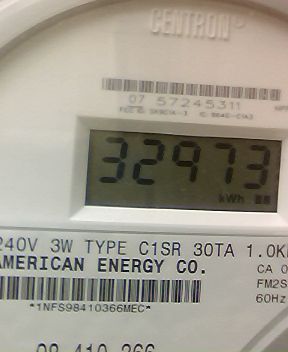 CENTRON
07 57245311
32973
kWh
240V 3W TYPE C1SR 30TA 1.0K
AMERICAN ENERGY CO.
CA 0
FM2S
60Hz
*1NFS98410366MEC*
98 410 366